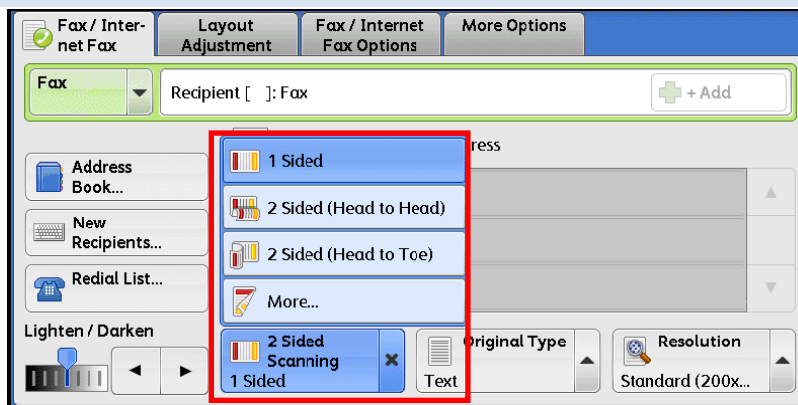 Fax / Inter-
net Fax
Layout
Adjustment
Fax / Internet
Fax Options
More Options
Fax
Recipient [   ]: Fax
+ Add
ress
1 Sided
2 Sided (Head to Head)
2 Sided (Head to Toe)
More...
Address
Book...
New
Recipients...
Redial List...
Lighten / Darken
2 Sided
Scanning
1 Sided
Original Type
Text
Resolution
Standard (200x...